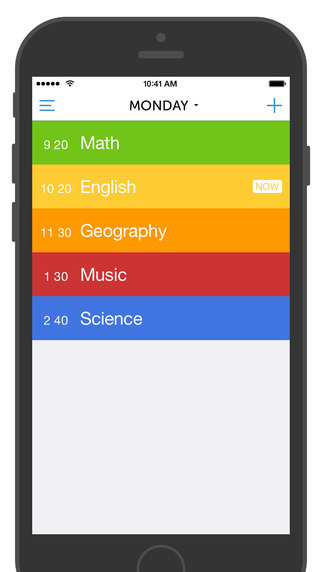 10:41 AM
MONDAY
9 20 Math
10 20 English NOW
11 30 Geography
1 30 Music
2 40 Science